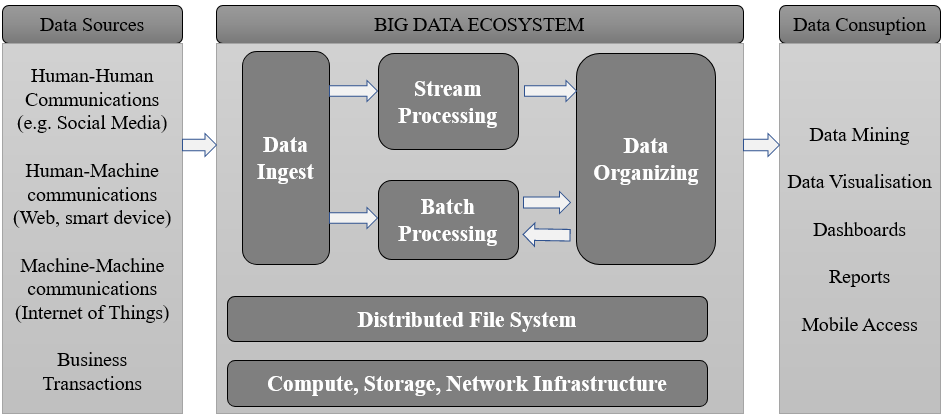 Data Sources
Human-Human
Communications
(e.g. Social Media)
Human-Machine
communications
(Web, smart device)
Machine-Machine
communications
(Internet of Things)
Business
Transactions
BIG DATA ECOSYSTEM
Data
Ingest
Stream
Processing
Batch
Processing
Data
Organizing
Distributed File System
Compute, Storage, Network Infrastructure
Data Consuption
Data Mining
Data Visualisation
Dashboards
Reports
Mobile Access